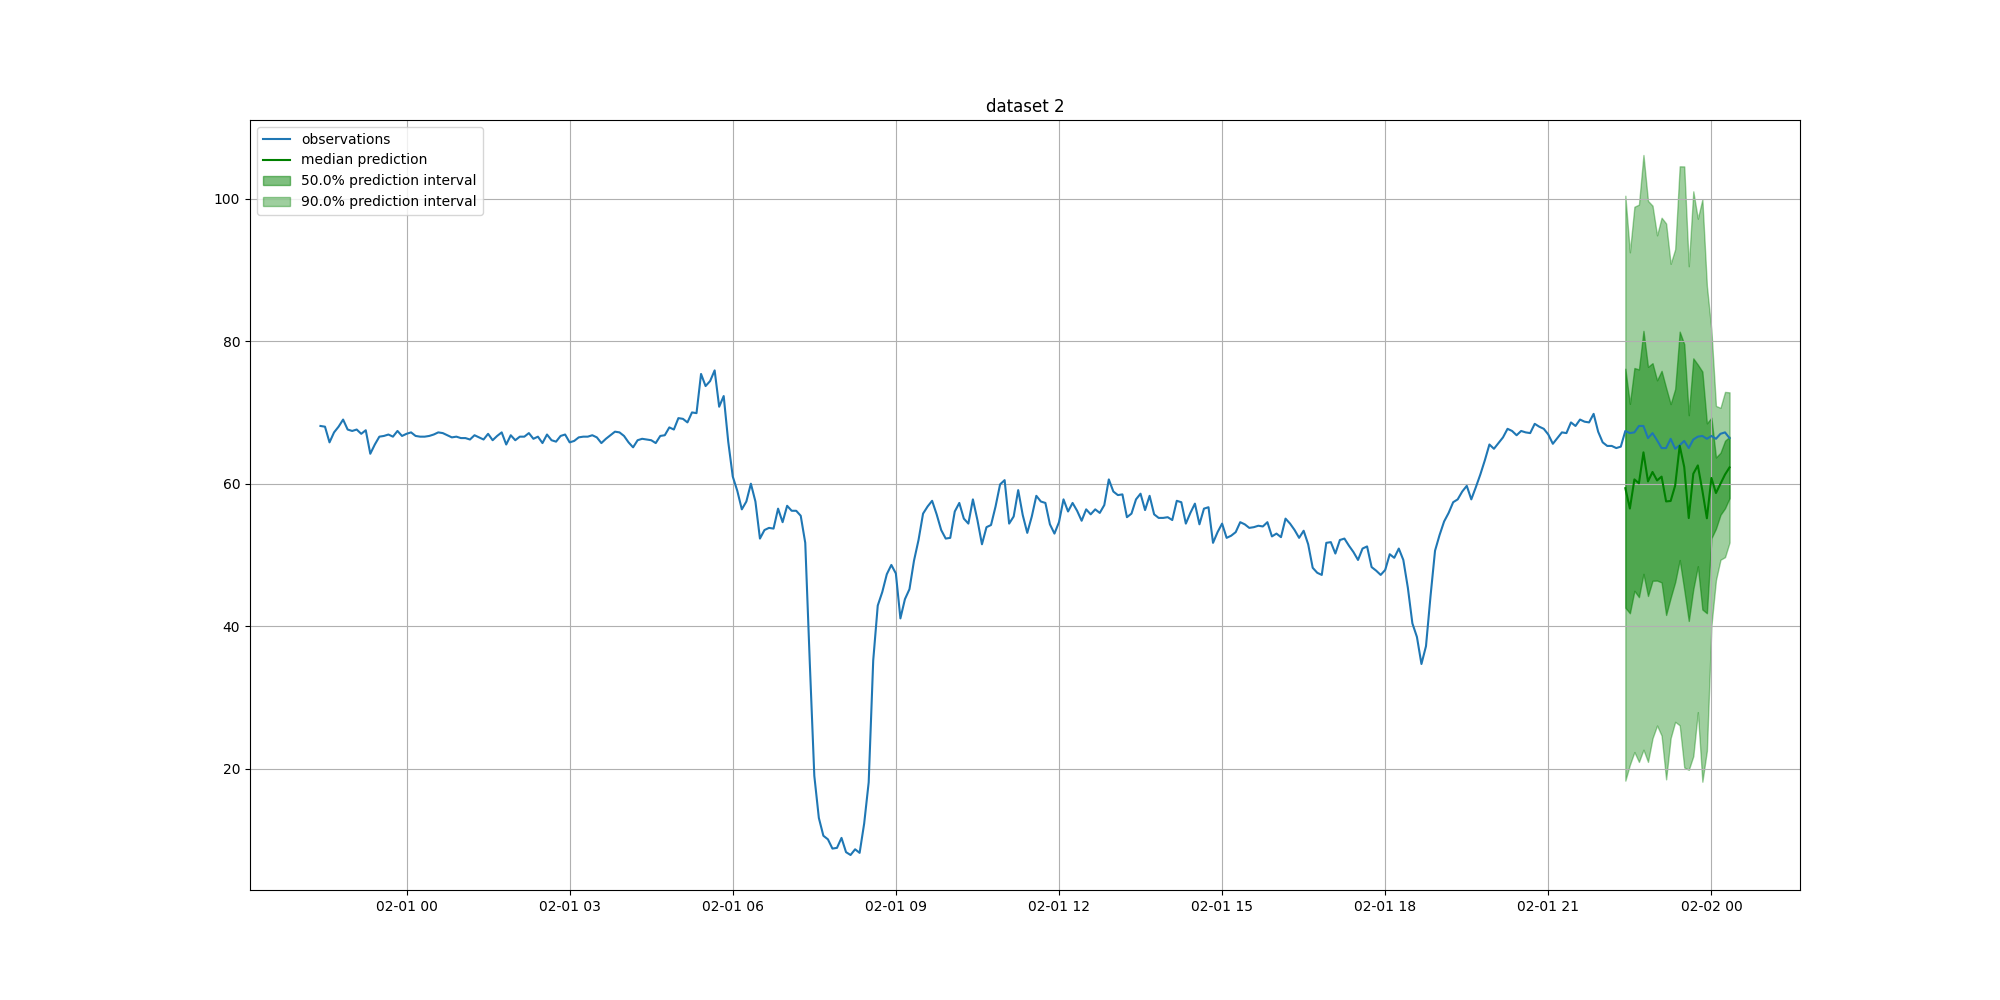 dataset 2
observations
median prediction
50.0% prediction interval
90.0% prediction interval
100
80
60
40
20
02-01 00
02-01 03
02-01 06
02-01 09
02-01 12
02-01 15
02-01 18
02-01 21
02-02 00